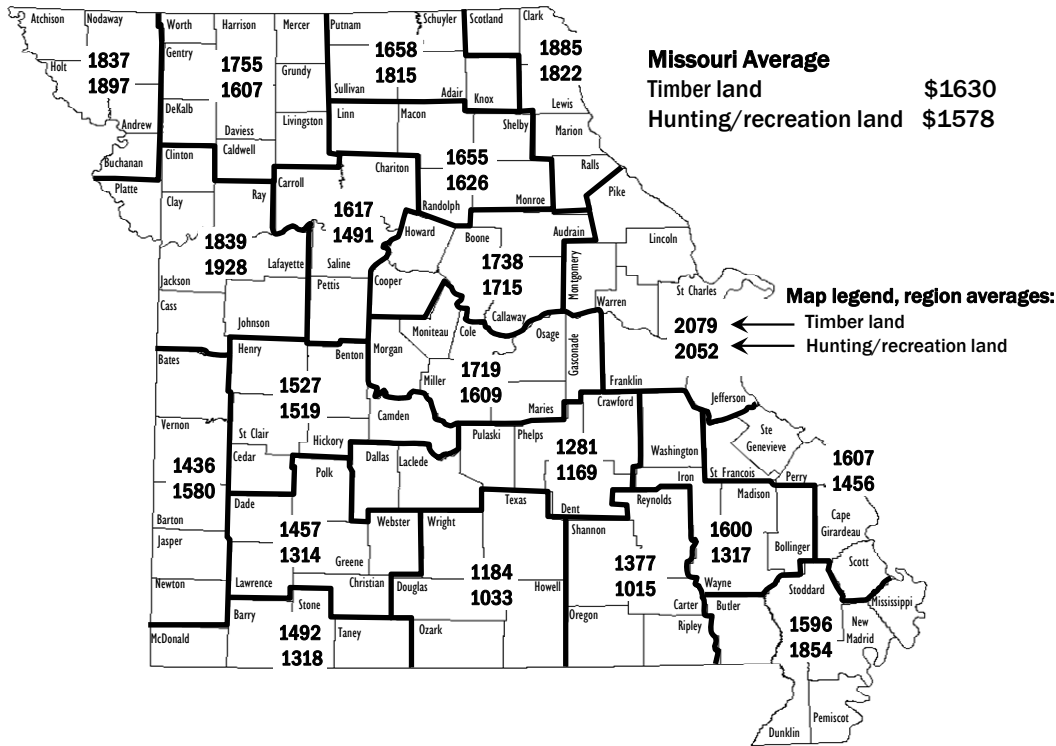 Atchison
Nodaway
Worth
Harrison
Mercer
Putnam
Schuyler
Scotland
Clark
Gentry
Holt
1837
1897
1755
1607
Grundy
1658
1815
1885
1822
Sullivan
Adair
Knox
Lewis
DeKalb
Andrew
Daviess
Livingston
Linn
Macon
Shelby
Marion
Buchanan
Clinton
Caldwell
Chariton
Carroll
1655
1626
Ralls
Platte
Clay
Ray
Randolph
Monroe
Pike
1617
1491
Howard
Boone
Audrain
1839
1928
Lafayette
Saline
1738
1715
Montgomery
Lincoln
Jackson
Pettis
Cooper
Warren
St Charles
Cass
Johnson
Callaway
Moniteau
Cole
Osage
Gasconade
2079
2052
Bates
Henry
Benton
Morgan
Miller
1719
1609
Franklin
1527
1519
Camden
Maries
Crawford
Jefferson
Vernon
St Clair
Hickory
Pulaski
Phelps
1281
1169
Washington
Ste
Genevieve
Cedar
Polk
Dallas
Laclede
1436
1580
Iron
St Francois
Perry
1607
1456
Dade
Texas
Dent
Reynolds
Madison
Barton
1457
1314
Webster
Wright
Shannon
1600
1317
Bollinger
Cape
Girardeau
Jasper
Greene
1184
1033
1377
1015
Scott
Newton
Lawrence
Christian
Douglas
Howell
Wayne
Stoddard
Mississippi
McDonald
Barry
Stone
Taney
Ozark
Oregon
Carter
Ripley
Butler
1492
1318
1596
1854
New
Madrid
Pemiscot
Dunklin
Missouri Average
Timber land $1630
Hunting/recreation land $1578
Map legend, region averages:
Timber land
Hunting/recreation land